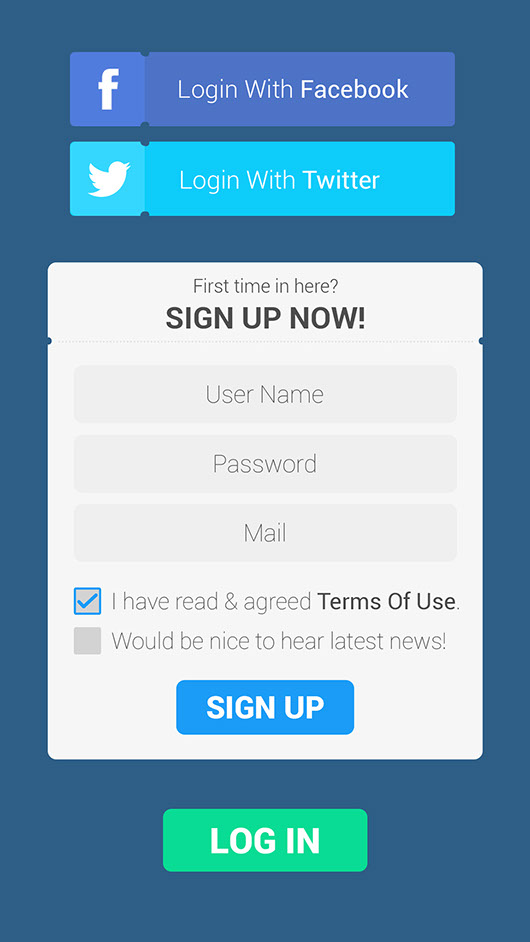 Login With Facebook
Login With Twitter
First time in here?
SIGN UP NOW!
User Name
Password
Mail
I have read & agreed Terms Of Use.
Would be nice to hear latest news!
SIGN UP
LOG IN